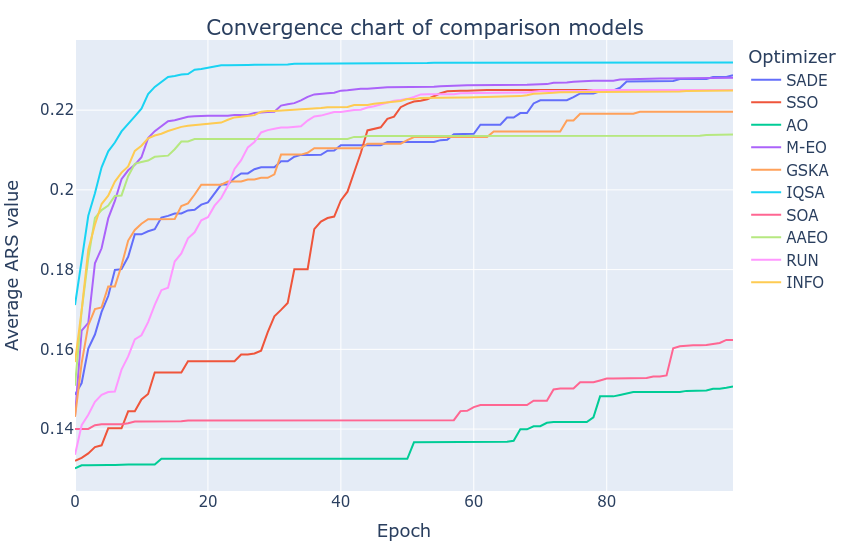 Convergence chart of comparison models
Average ARS value
0.22
0.2
0.18
0.16
0.14
0
20
40
60
80
Epoch
Optimizer
SADE
SSO
AO
M-EO
GSKA
IQSA
SOA
AAEO
RUN
INFO